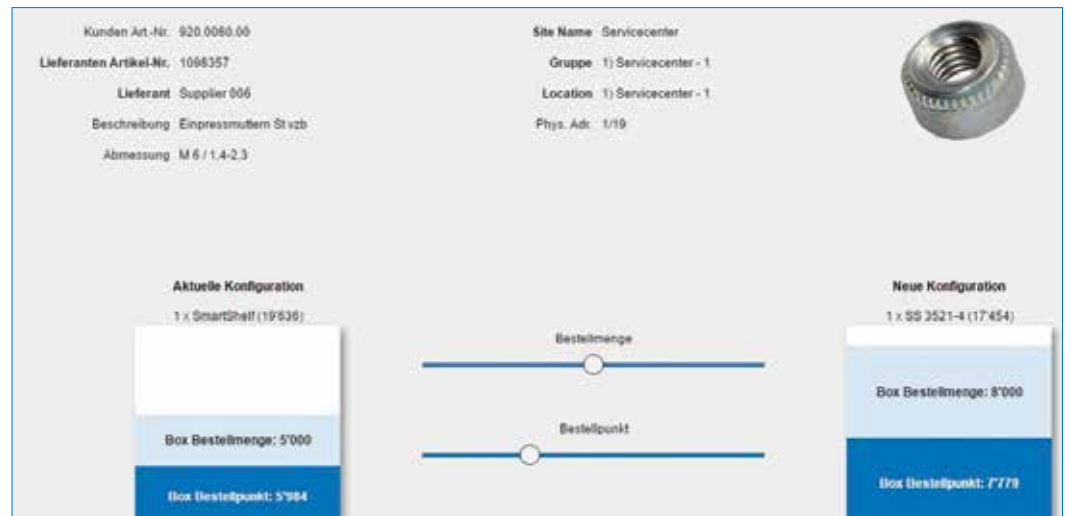 Kunden Art.-Nr. 920.0080.00
Lieferanten Artikel-Nr. 1098357
Lieferant Supplier 006
Beschreibung Einpressmuttern St vzb
Abmessung M 6 / 1.4-2.3
Site Name Servicecenter
Gruppe 1) Servicecenter - 1
Location 1) Servicecenter - 1
Phys. Adr. 1/19
Aktuelle Konfiguration
1 x SmartShelf (19'636)
Box Bestellmenge: 5'000
Box Bestellpunkt: 5'984
Bestellmenge
Bestellpunkt
Neue Konfiguration
1 x SS 3521-4 (17'454)
Box Bestellmenge: 8'000
Box Bestellpunkt: 7'779